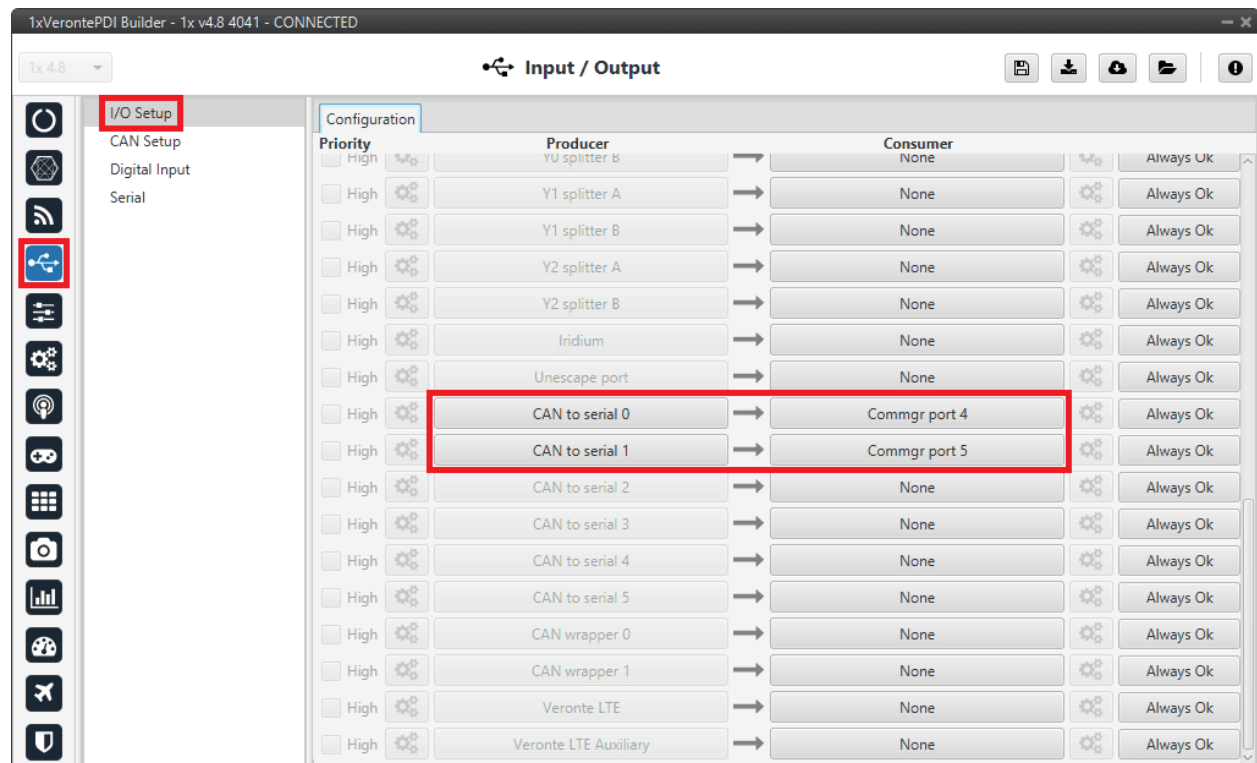 1xVerontePDI Builder - 1x v4.8 4041 - CONNECTED
1x 4.8 Input / Output
I/O Setup
CAN Setup
Digital Input
Serial
Configuration
Priority Producer Consumer
High Y0 splitter B None Always Ok
High Y1 splitter A None Always Ok
High Y1 splitter B None Always Ok
High Y2 splitter A None Always Ok
High Y2 splitter B None Always Ok
High Iridium None Always Ok
High Unescape port None Always Ok
High CAN to serial 0 Commgr port 4 Always Ok
High CAN to serial 1 Commgr port 5 Always Ok
High CAN to serial 2 None Always Ok
High CAN to serial 3 None Always Ok
High CAN to serial 4 None Always Ok
High CAN to serial 5 None Always Ok
High CAN wrapper 0 None Always Ok
High CAN wrapper 1 None Always Ok
High Veronte LTE None Always Ok
High Veronte LTE Auxiliary None Always Ok